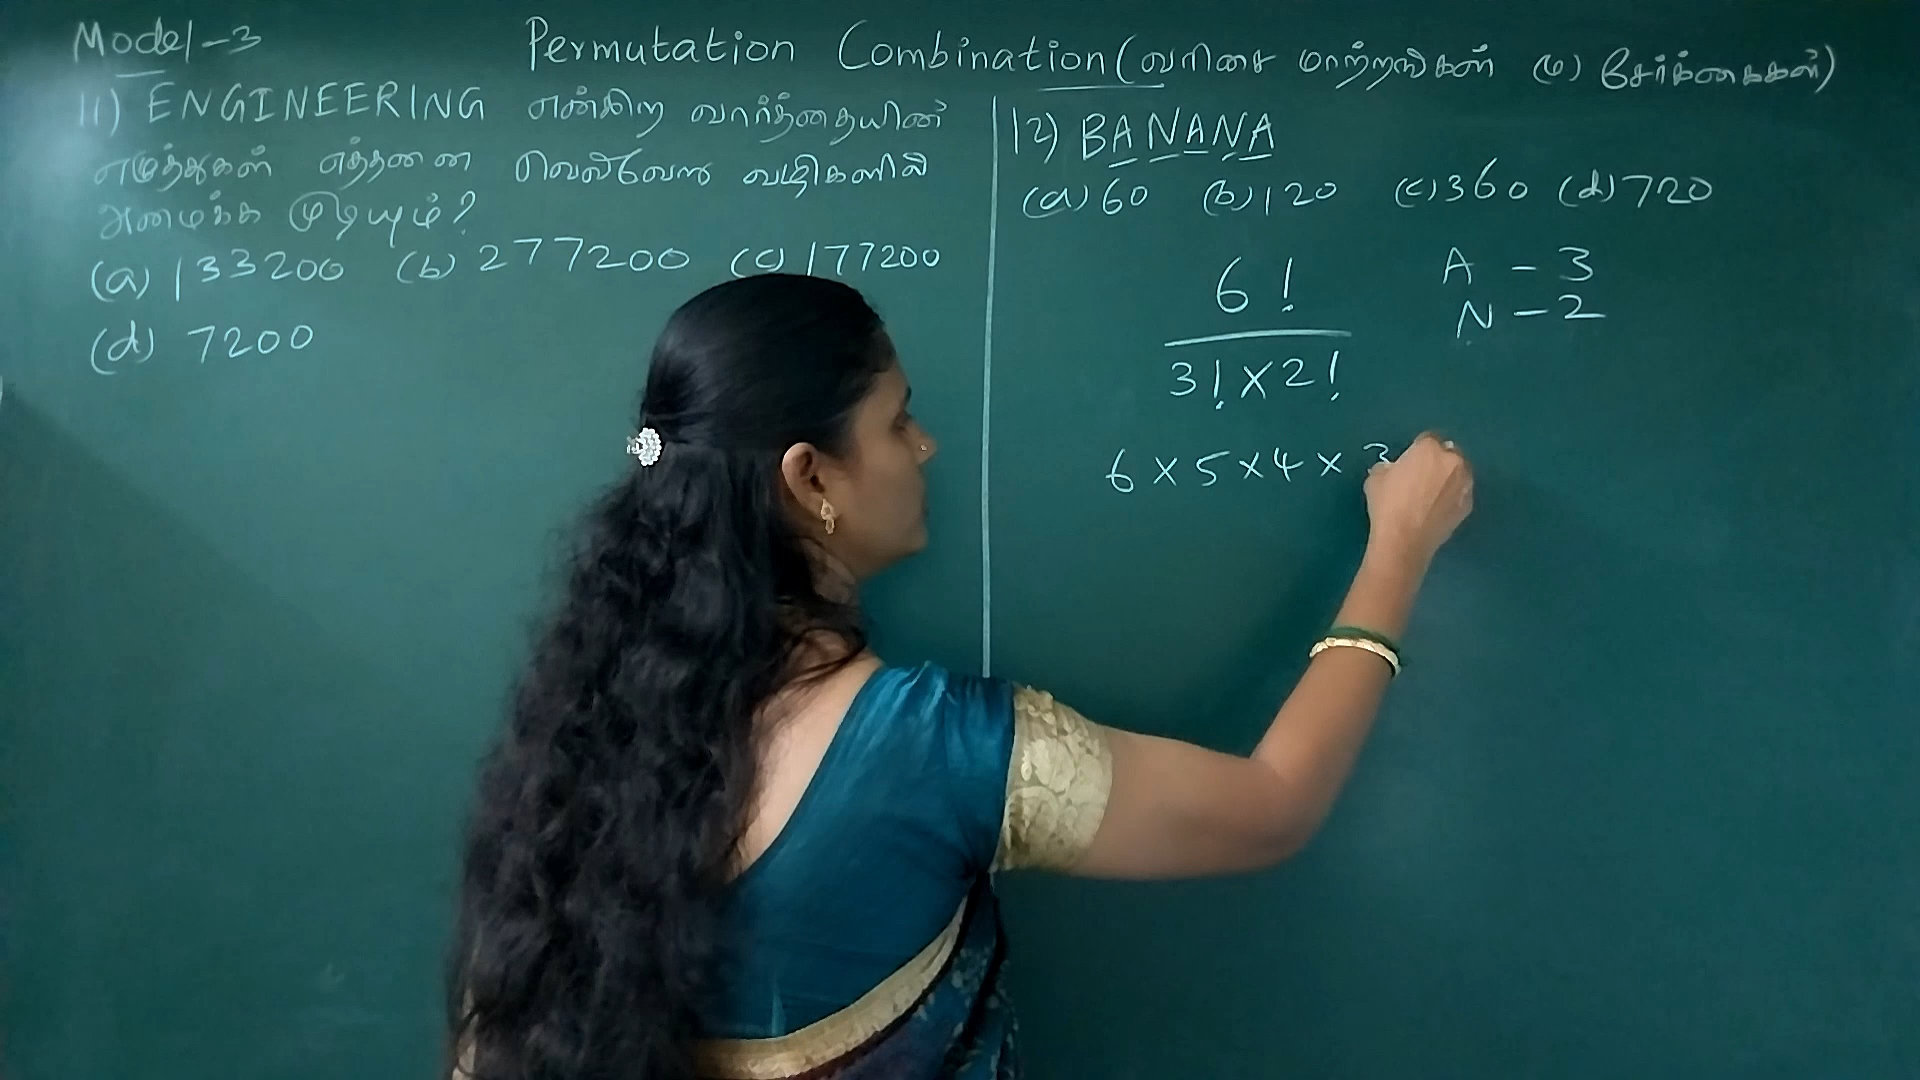 Model-3
Permutation Combination (வரிசை மாற்றங்கள் (ம) சேர்க்கைகள்)
11) ENGINEERING என்கிற வார்த்தையின்
எழுத்துகள் எத்தனை வெவ்வேறு வழிகளில்
அமைக்க முடியும்?
(a) 133200 (b) 277200 (c) 177200
(d) 7200
12) BANANA
(a) 60 (b) 120 (c) 360 (d) 720
6!
3! × 2!
A - 3
N - 2
6 × 5 × 4 × 3